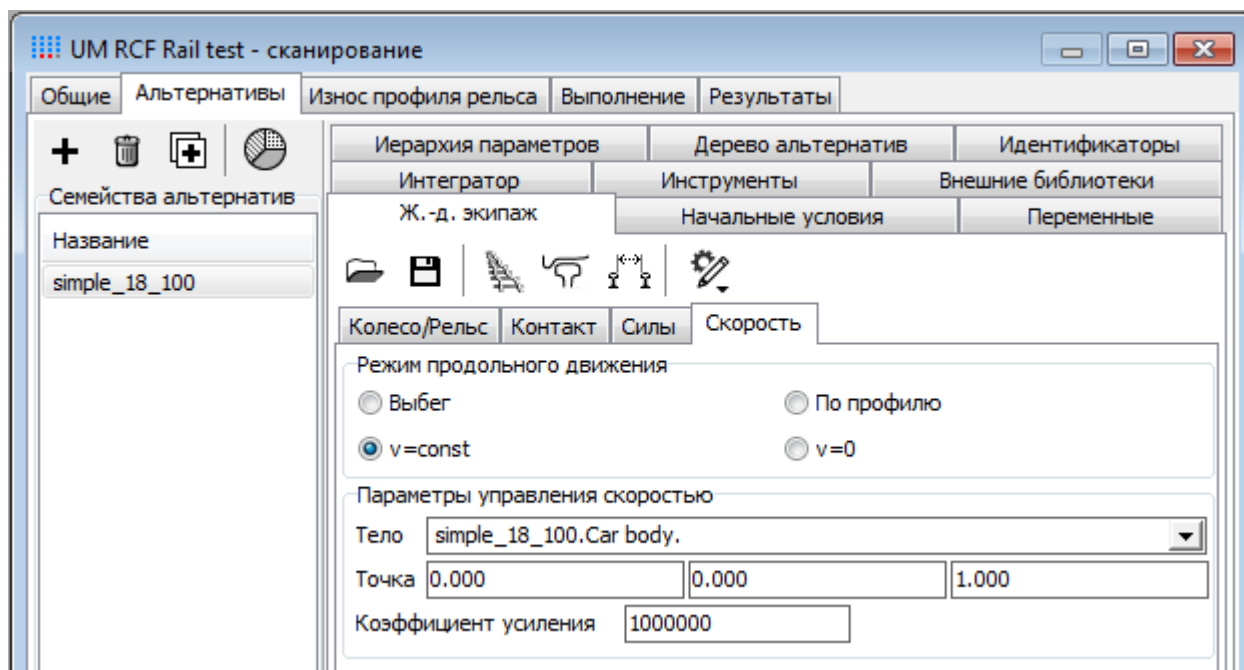 UM RCF Rail test - сканирование
Общие Альтернативы Износ профиля рельса Выполнение Результаты
Иерархия параметров Дерево альтернатив Идентификаторы
Интегратор Инструменты Внешние библиотеки
Семейства альтернатив
Ж.-д. экипаж Начальные условия Переменные
Название
simple_18_100
Колесо/Рельс Контакт Силы Скорость
Режим продольного движения
Выбег По профилю
v=const v=0
Параметры управления скоростью
Тело simple_18_100.Car body.
Точка 0.000 0.000 1.000
Коэффициент усиления 1000000